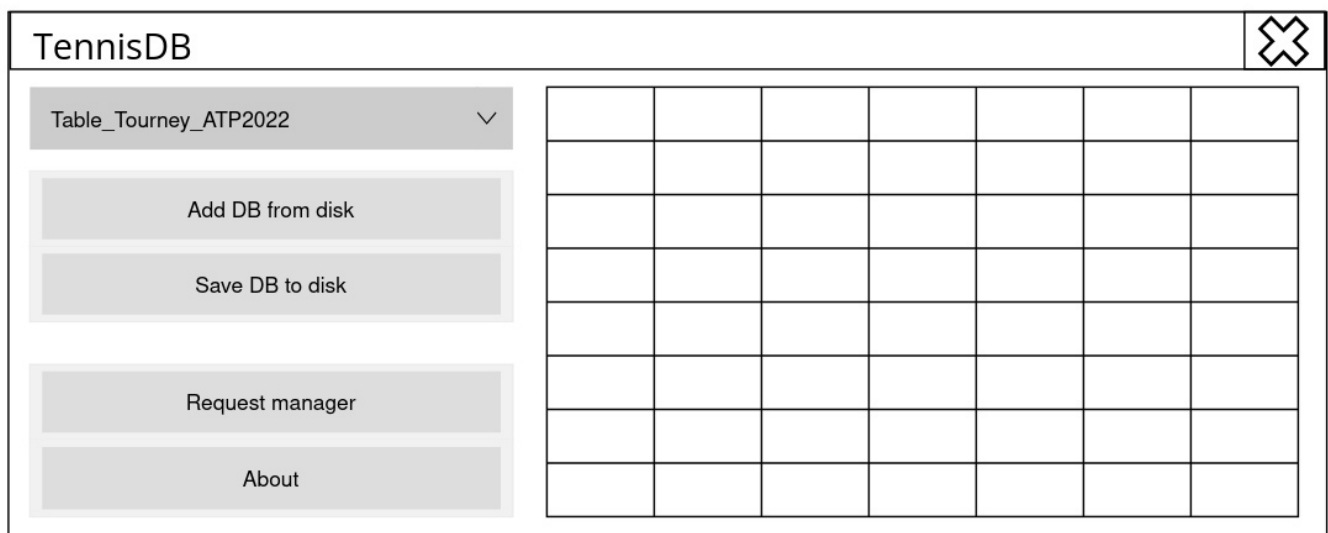 TennisDB
Table_Tourney_ATP2022
Add DB from disk
Save DB to disk
Request manager
About